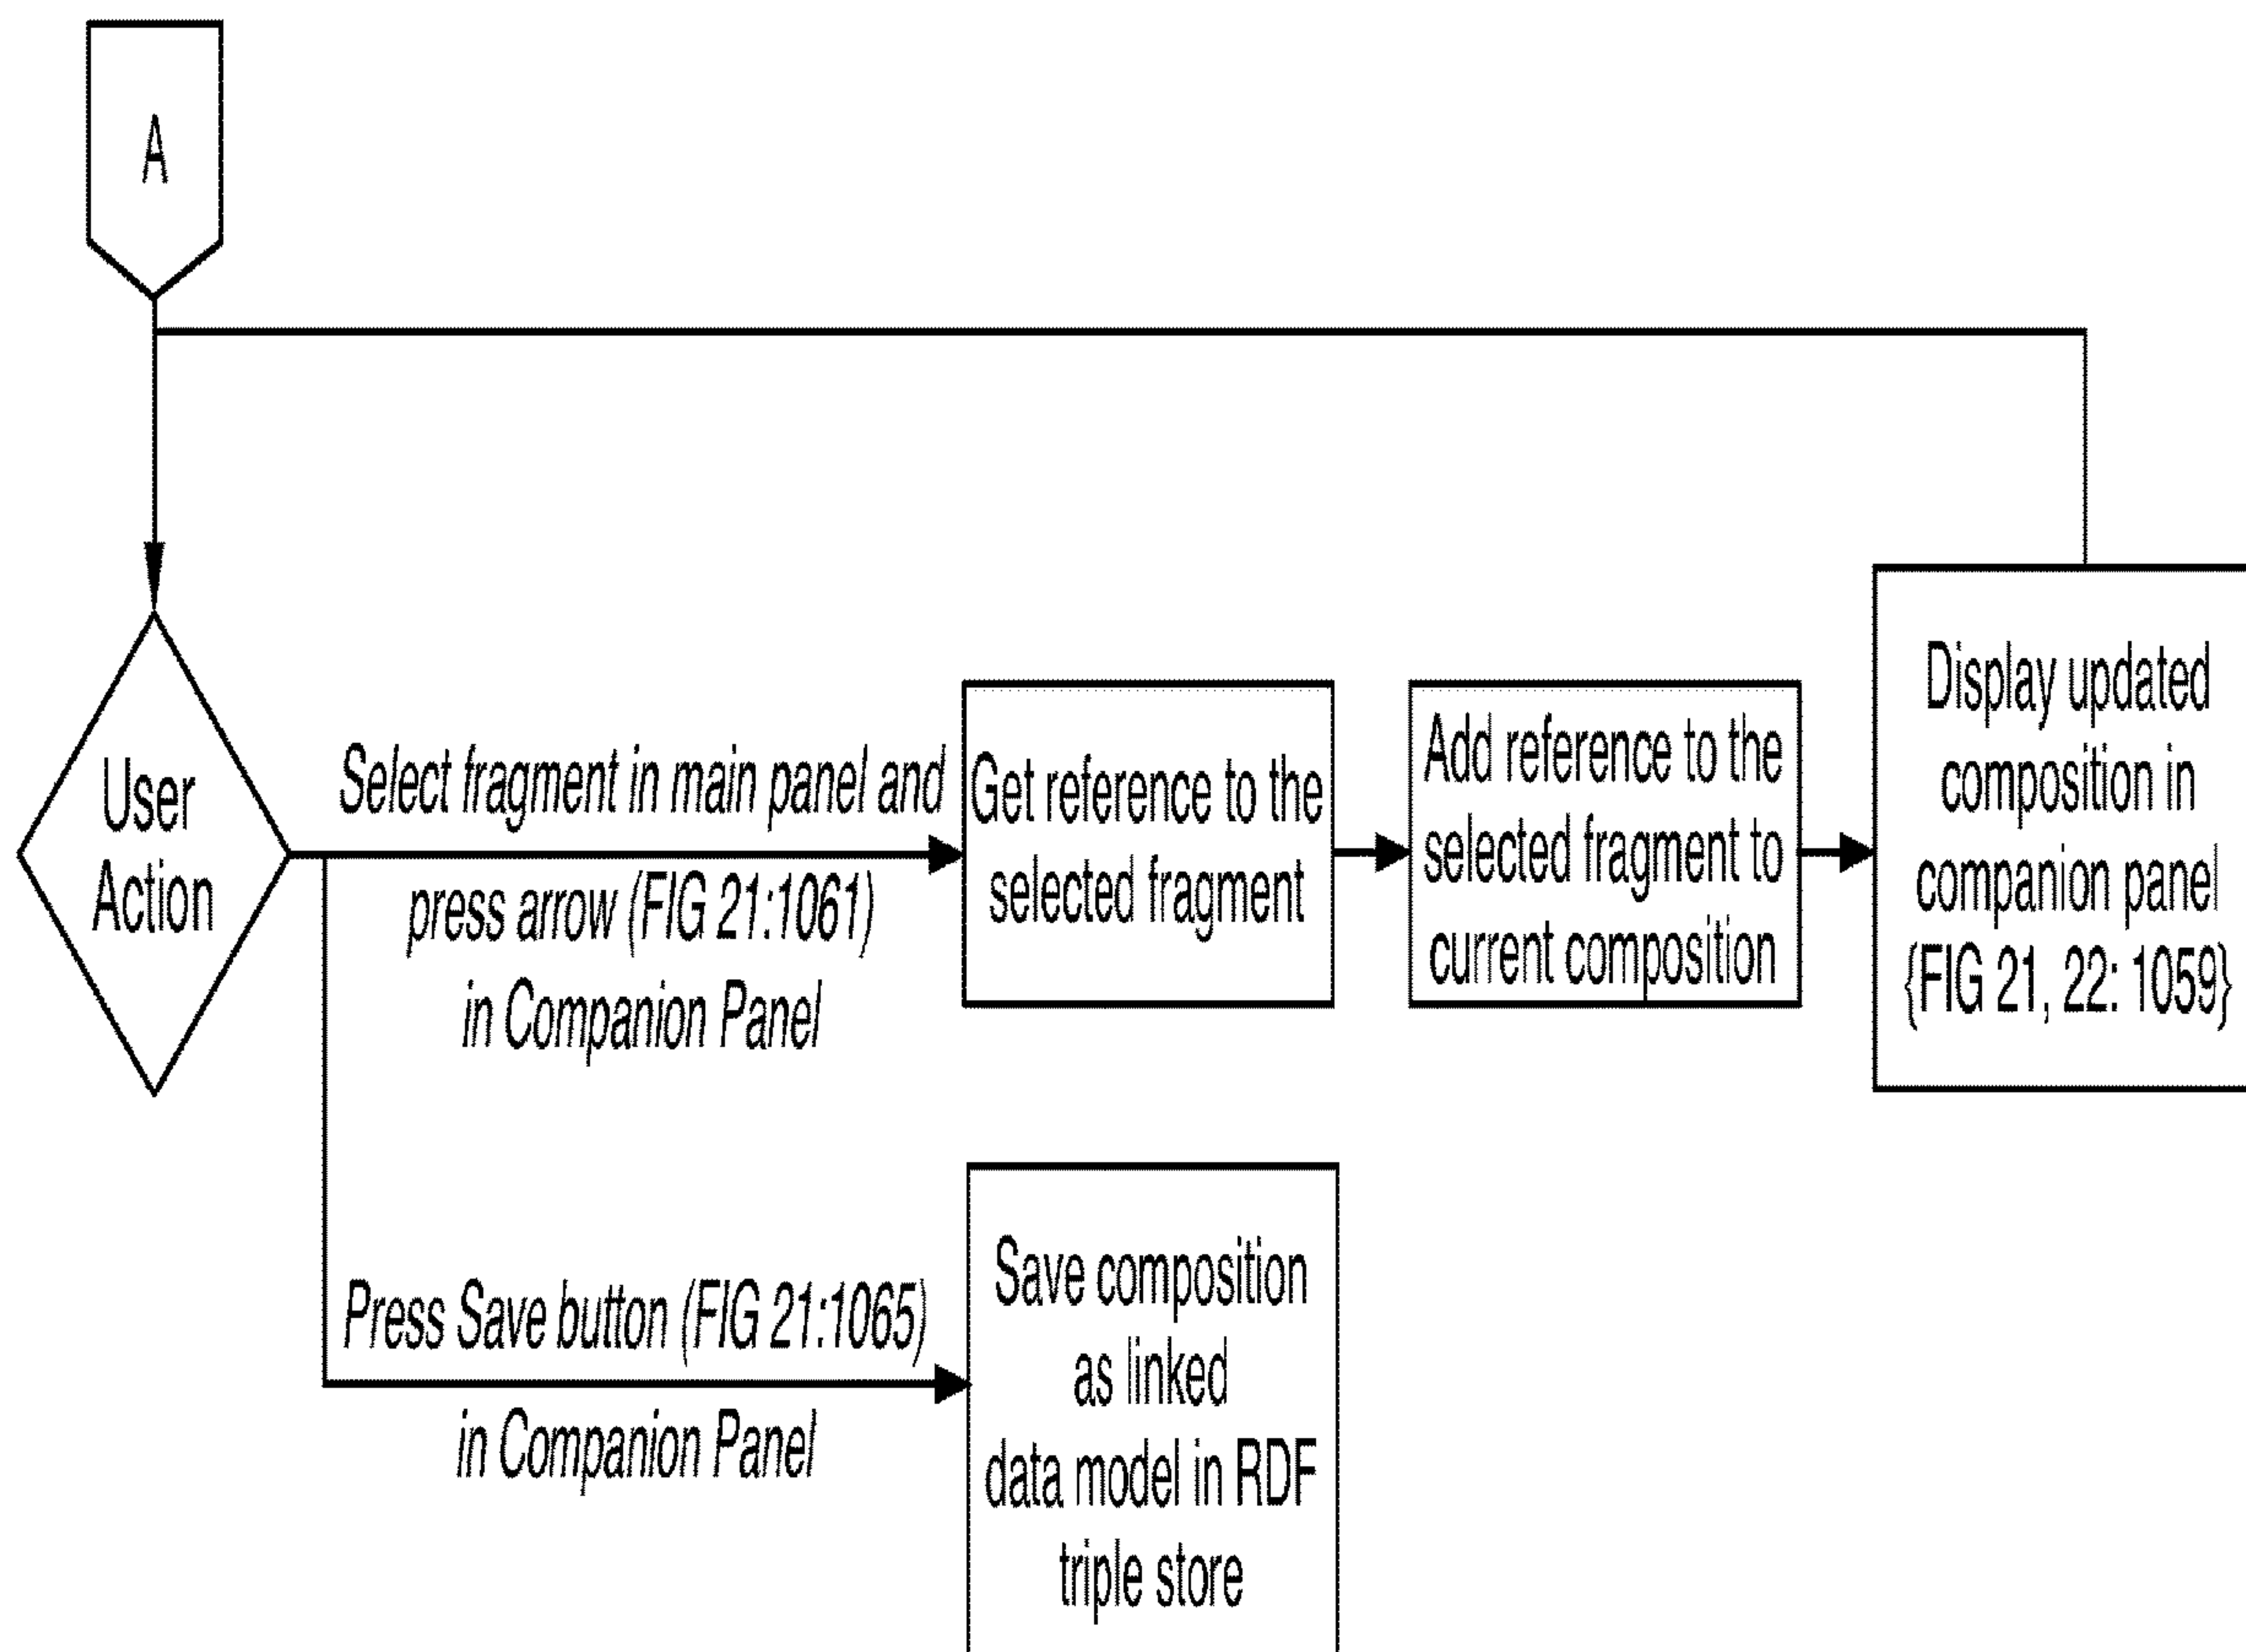 A
User
Action
Select fragment in main panel and
press arrow (FIG 21:1061)
in Companion Panel
Get reference to the
selected fragment
Add reference to the
selected fragment to
current composition
Display updated
composition in
companion panel
{FIG 21, 22: 1059}
Press Save button (FIG 21:1065)
in Companion Panel
Save composition
as linked
data model in RDF
triple store